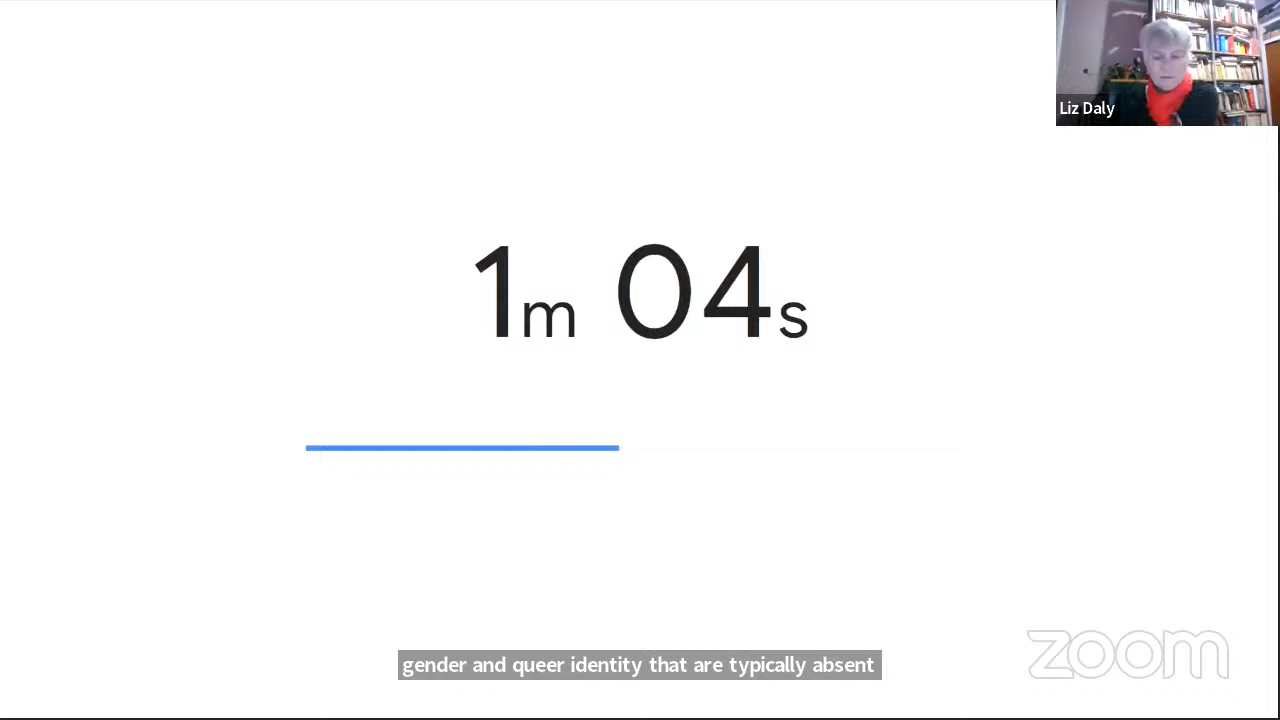 Liz Daly
1m 04s
gender and queer identity that are typically absent
zoom